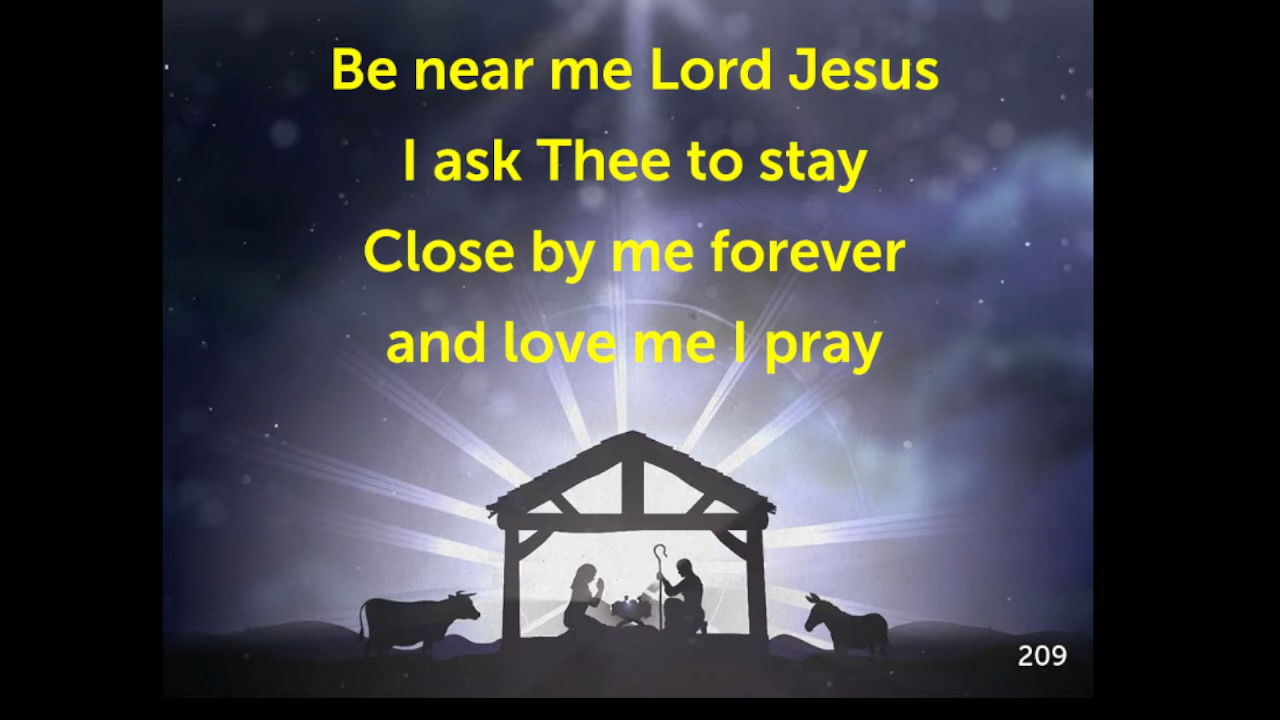 Be near me Lord Jesus
I ask Thee to stay
Close by me forever
and love me I pray
209